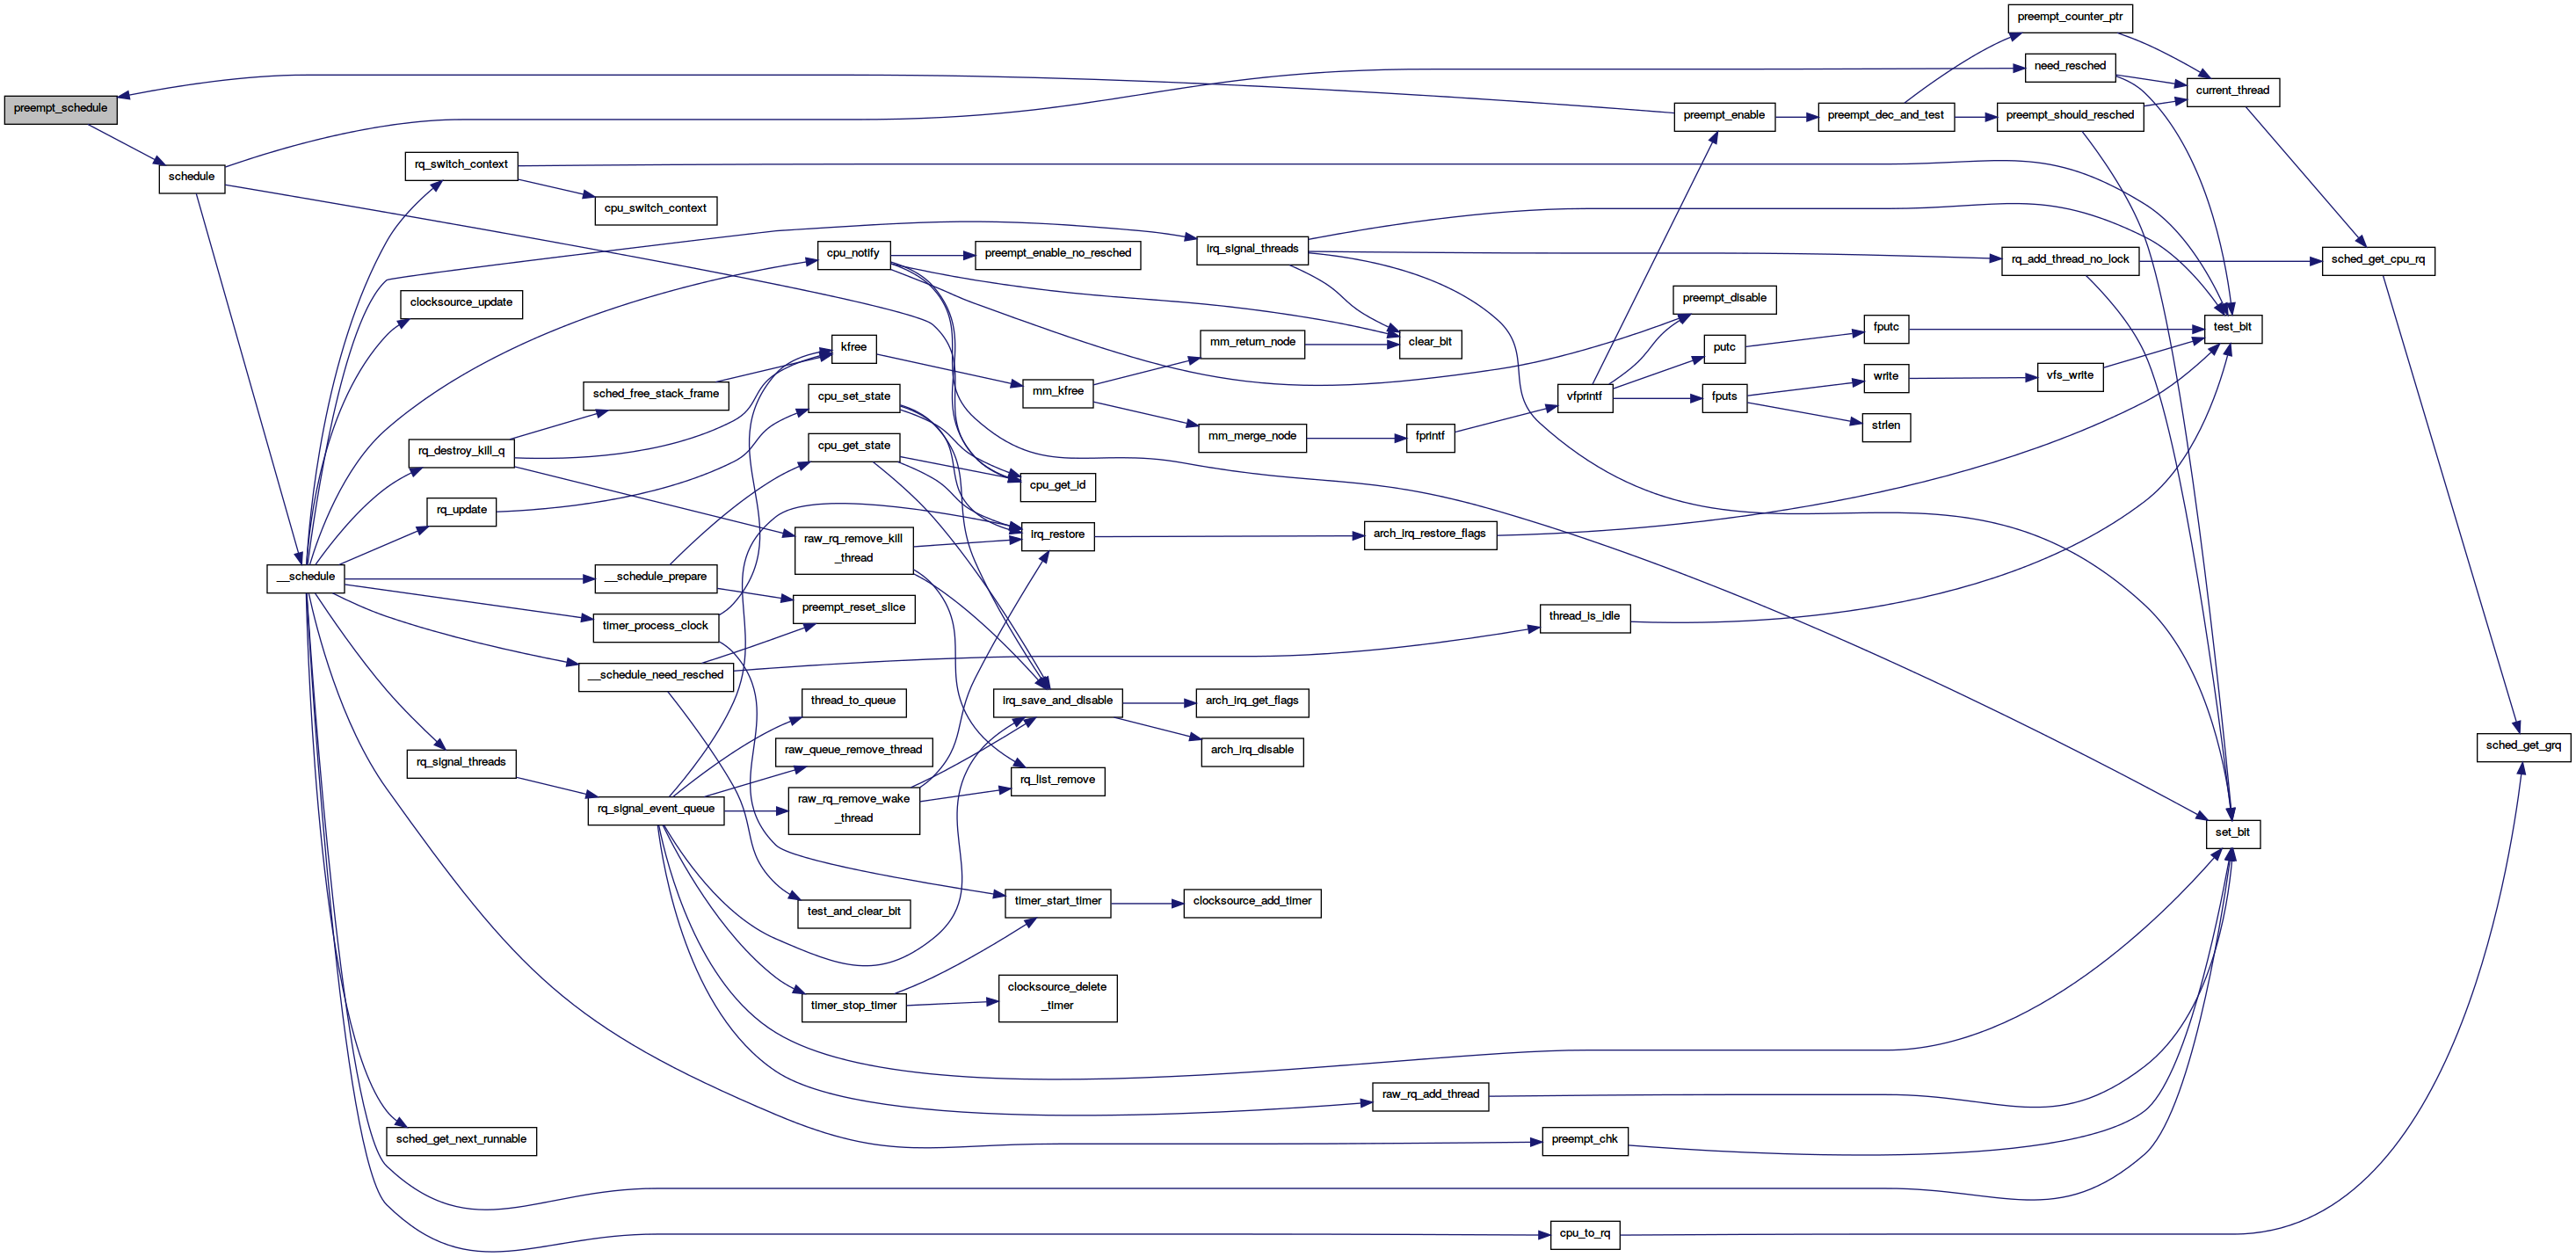 preempt_schedule
schedule
__schedule
rq_switch_context
cpu_switch_context
clocksource_update
rq_destroy_kill_q
rq_update
rq_signal_threads
sched_get_next_runnable
sched_free_stack_frame
__schedule_prepare
timer_process_clock
__schedule_need_resched
rq_signal_event_queue
cpu_notify
kfree
cpu_set_state
cpu_get_state
raw_rq_remove_kill
_thread
preempt_reset_slice
thread_to_queue
raw_queue_remove_thread
raw_rq_remove_wake
_thread
test_and_clear_bit
timer_stop_timer
preempt_enable_no_resched
mm_kfree
cpu_get_id
irq_restore
irq_save_and_disable
rq_list_remove
timer_start_timer
clocksource_delete
_timer
irq_signal_threads
mm_return_node
mm_merge_node
arch_irq_get_flags
arch_irq_disable
clocksource_add_timer
clear_bit
fprintf
arch_irq_restore_flags
raw_rq_add_thread
vfprintf
thread_is_idle
preempt_chk
cpu_to_rq
preempt_enable
preempt_disable
putc
fputs
preempt_dec_and_test
fputc
write
strlen
preempt_counter_ptr
need_resched
preempt_should_resched
rq_add_thread_no_lock
vfs_write
current_thread
test_bit
set_bit
sched_get_cpu_rq
sched_get_grq